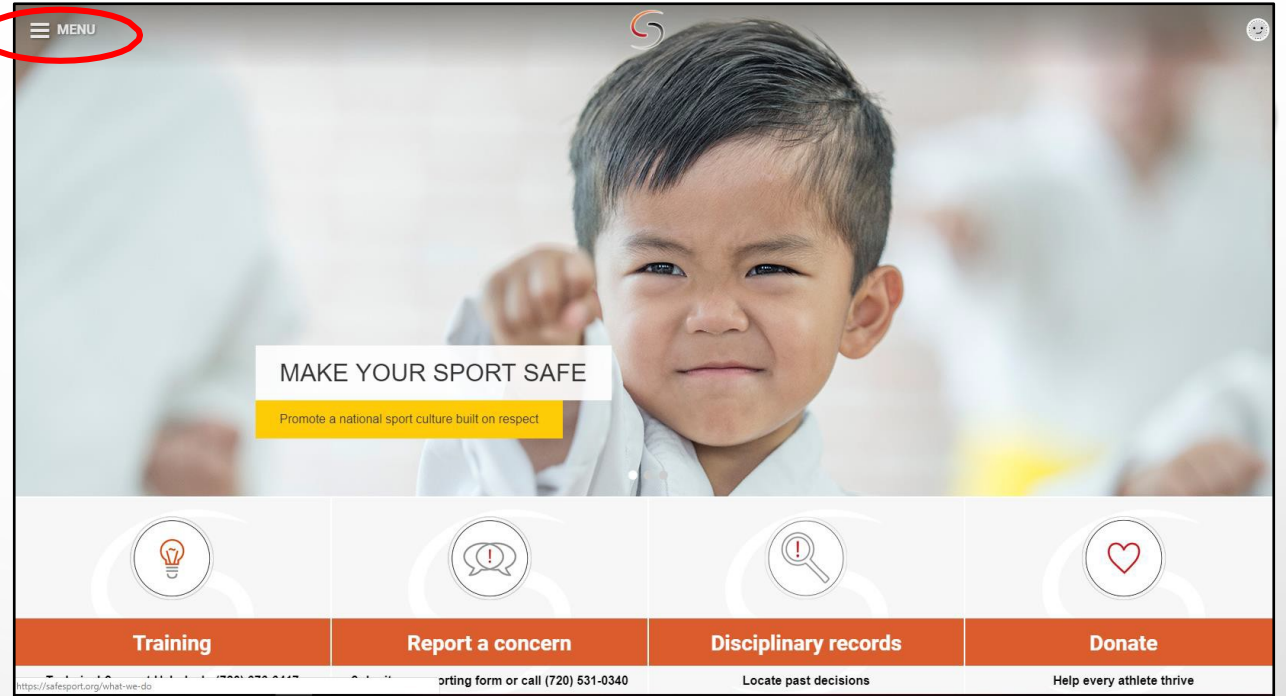 MENU
MAKE YOUR SPORT SAFE
Promote a national sport culture built on respect
Training
Report a concern
Disciplinary records
Donate
orting form or call (720) 531-0340
Locate past decisions
Help every athlete thrive
https://safesport.org/what-we-do